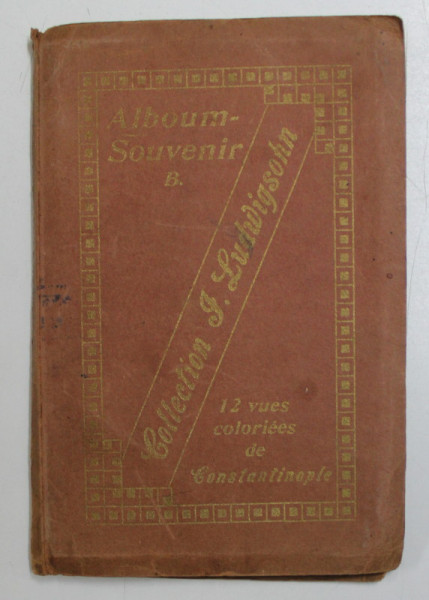 Alboum-
Souvenir
B.
Collection J. Ludwigsohn
12 vues
coloriées
de
Constantinople